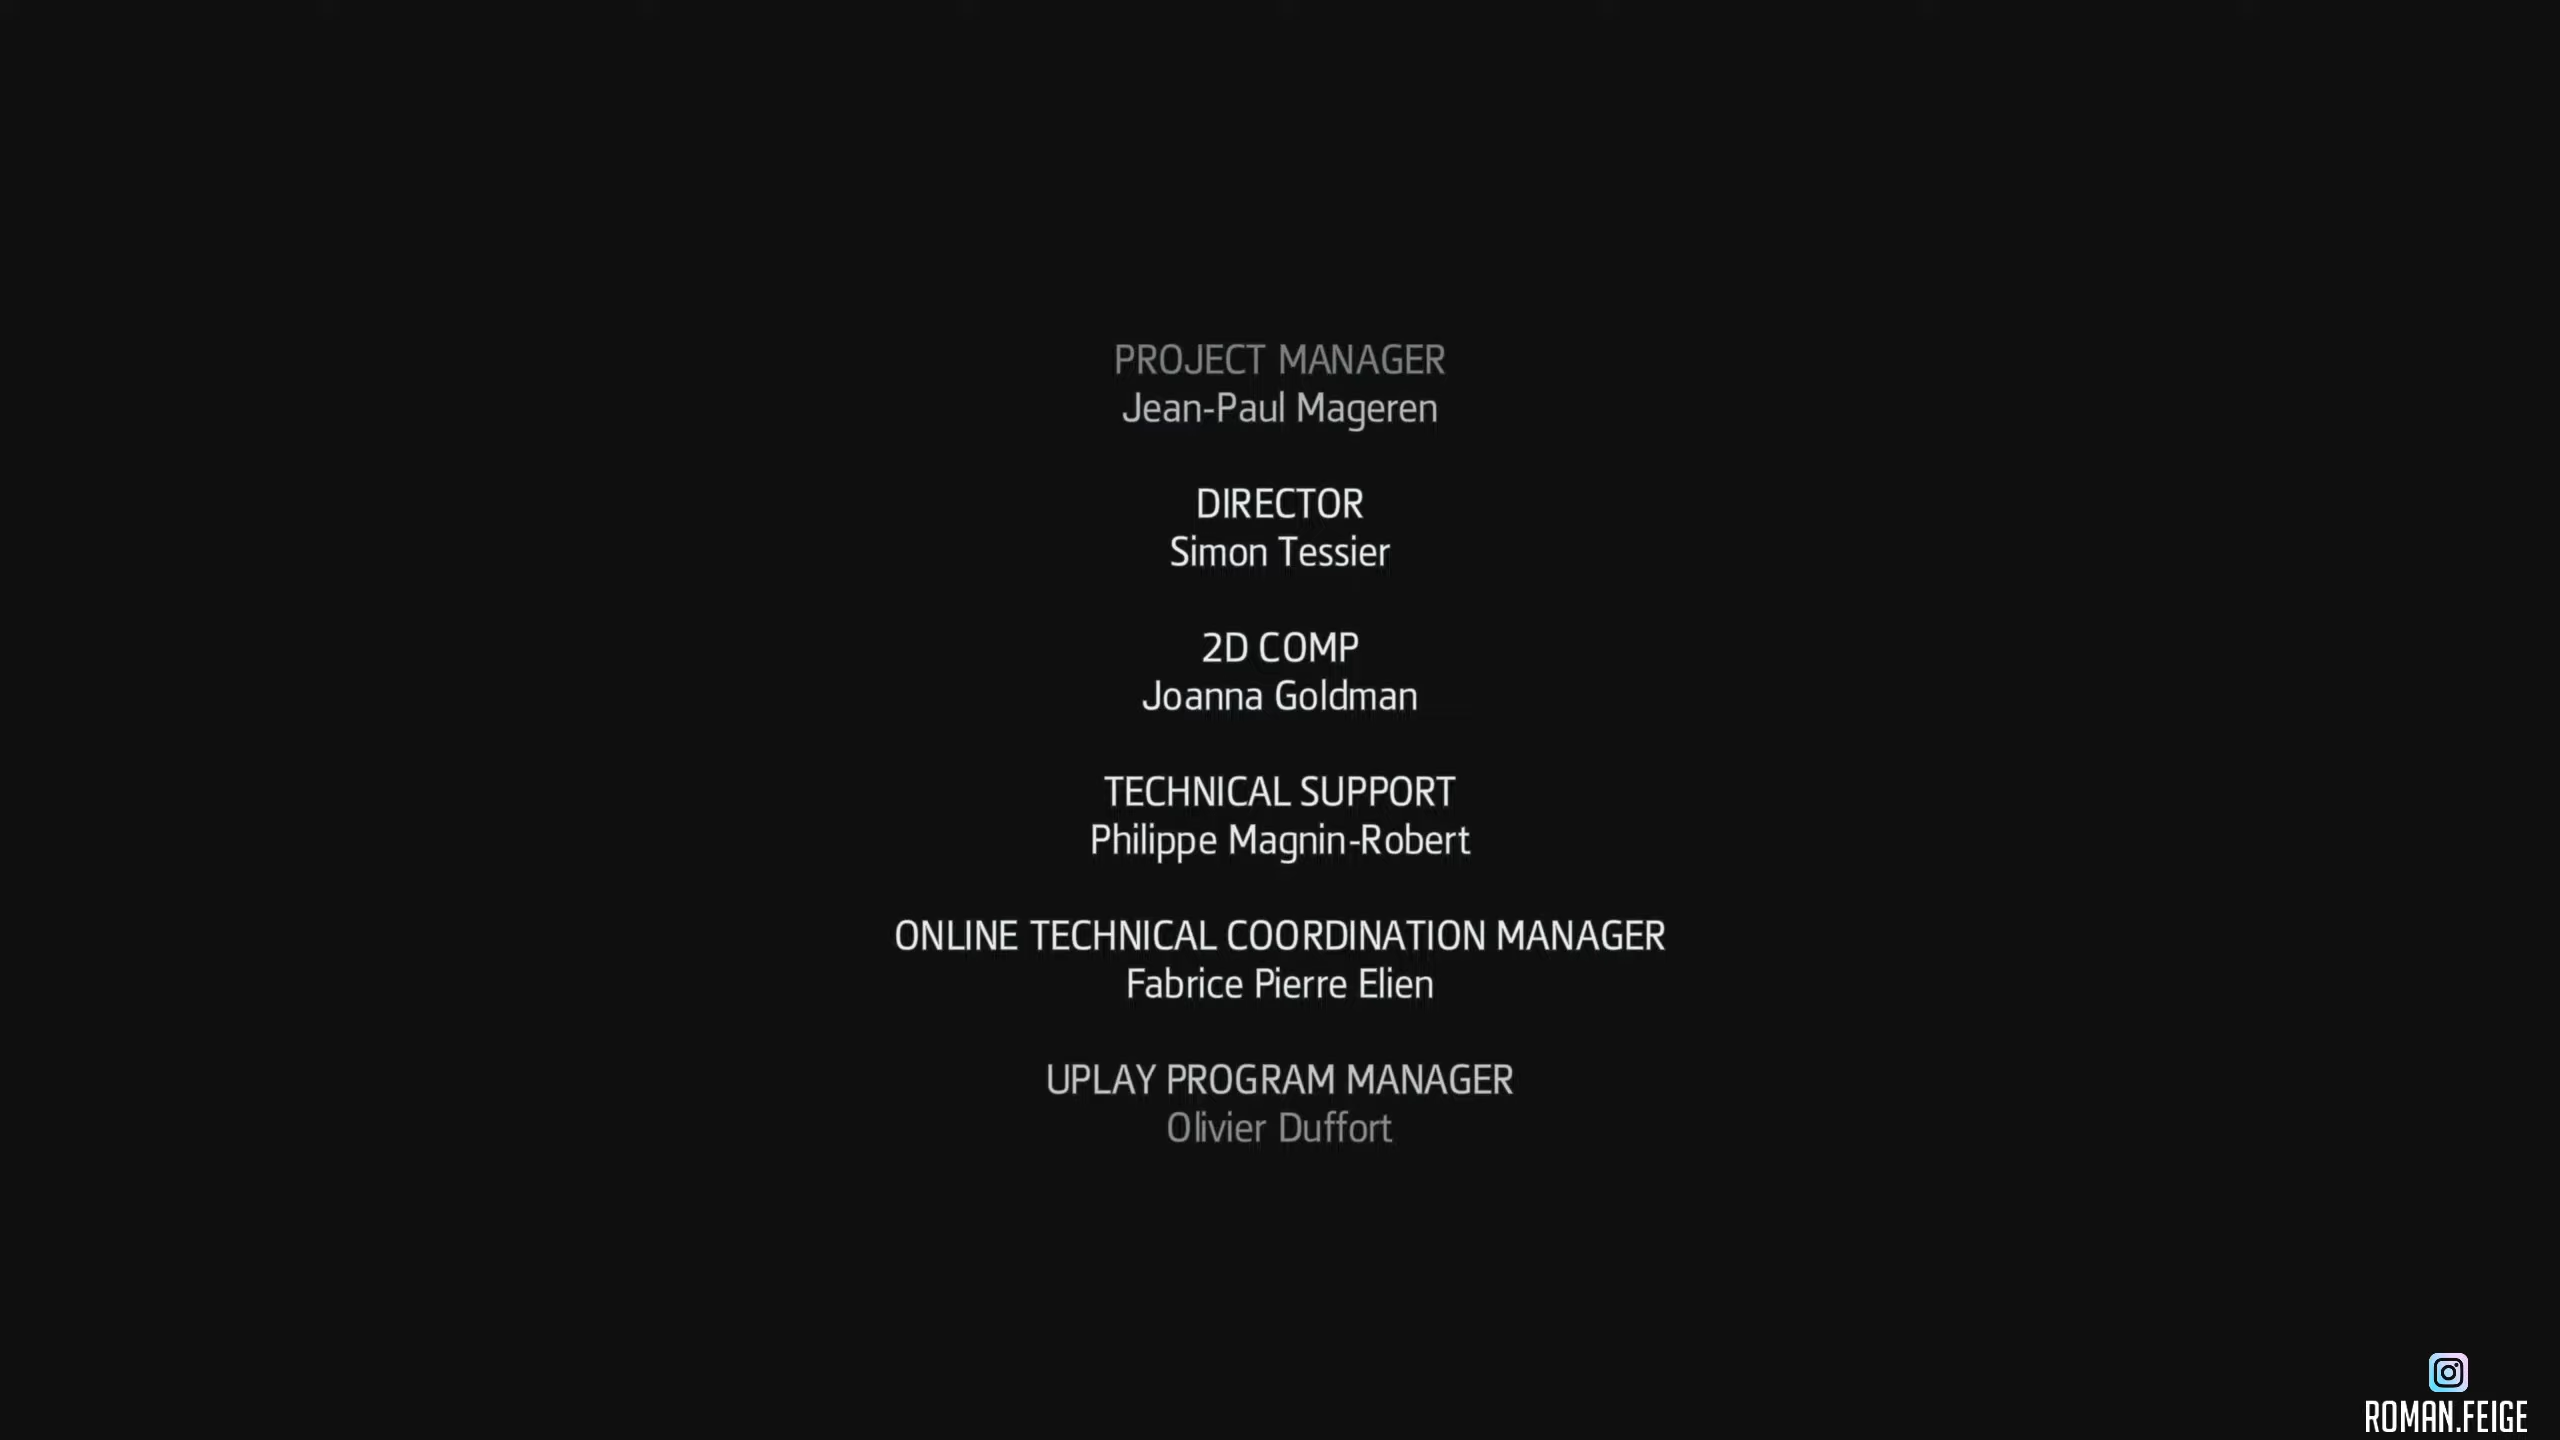 PROJECT MANAGER
Jean-Paul Mageren
DIRECTOR
Simon Tessier
2D COMP
Joanna Goldman
TECHNICAL SUPPORT
Philippe Magnin-Robert
ONLINE TECHNICAL COORDINATION MANAGER
Fabrice Pierre Elien
UPLAY PROGRAM MANAGER
Olivier Duffort
ROMAN.FEIGE